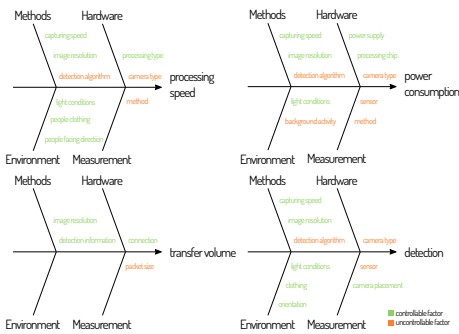 Methods
Hardware
capturing speed
image resolution
processing type
detection algorithm
camera type
processing
speed
light conditions
method
people clothing
people facing direction
Environment
Measurement
Methods
Hardware
capturing speed
power supply
image resolution
processing chip
detection algorithm
camera type
power
consumption
light conditions
sensor
background activity
method
Environment
Measurement
Methods
Hardware
image resolution
detection information
connection
transfer volume
packet size
Environment
Measurement
Methods
Hardware
capturing speed
image resolution
detection algorithm
camera type
detection
light conditions
sensor
clothing
camera placement
orientation
Environment
Measurement
controllable factor
uncontrollable factor